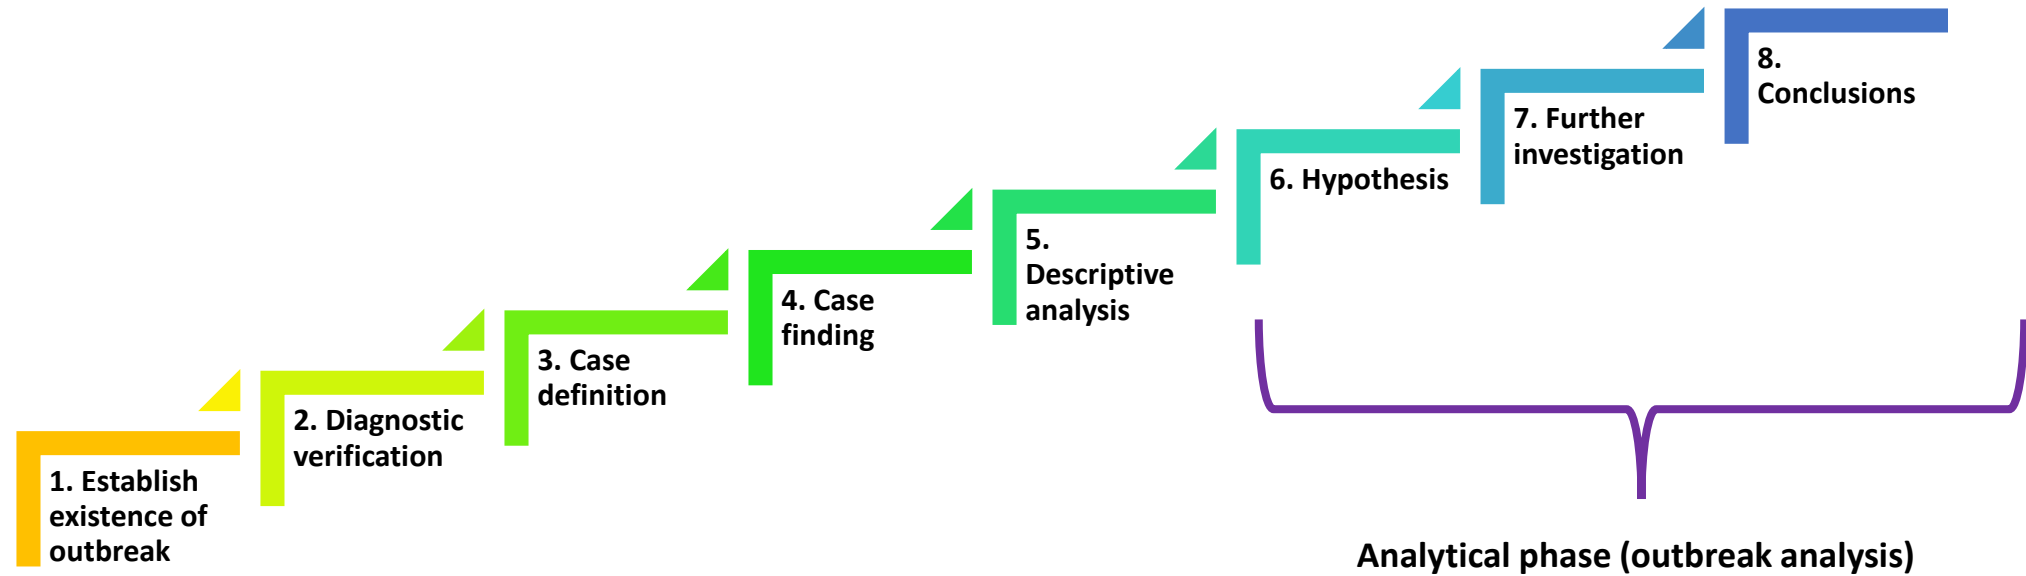 1. Establish
existence of
outbreak
2. Diagnostic
verification
3. Case
definition
4. Case
finding
5.
Descriptive
analysis
6. Hypothesis
7. Further
investigation
8.
Conclusions
Analytical phase (outbreak analysis)